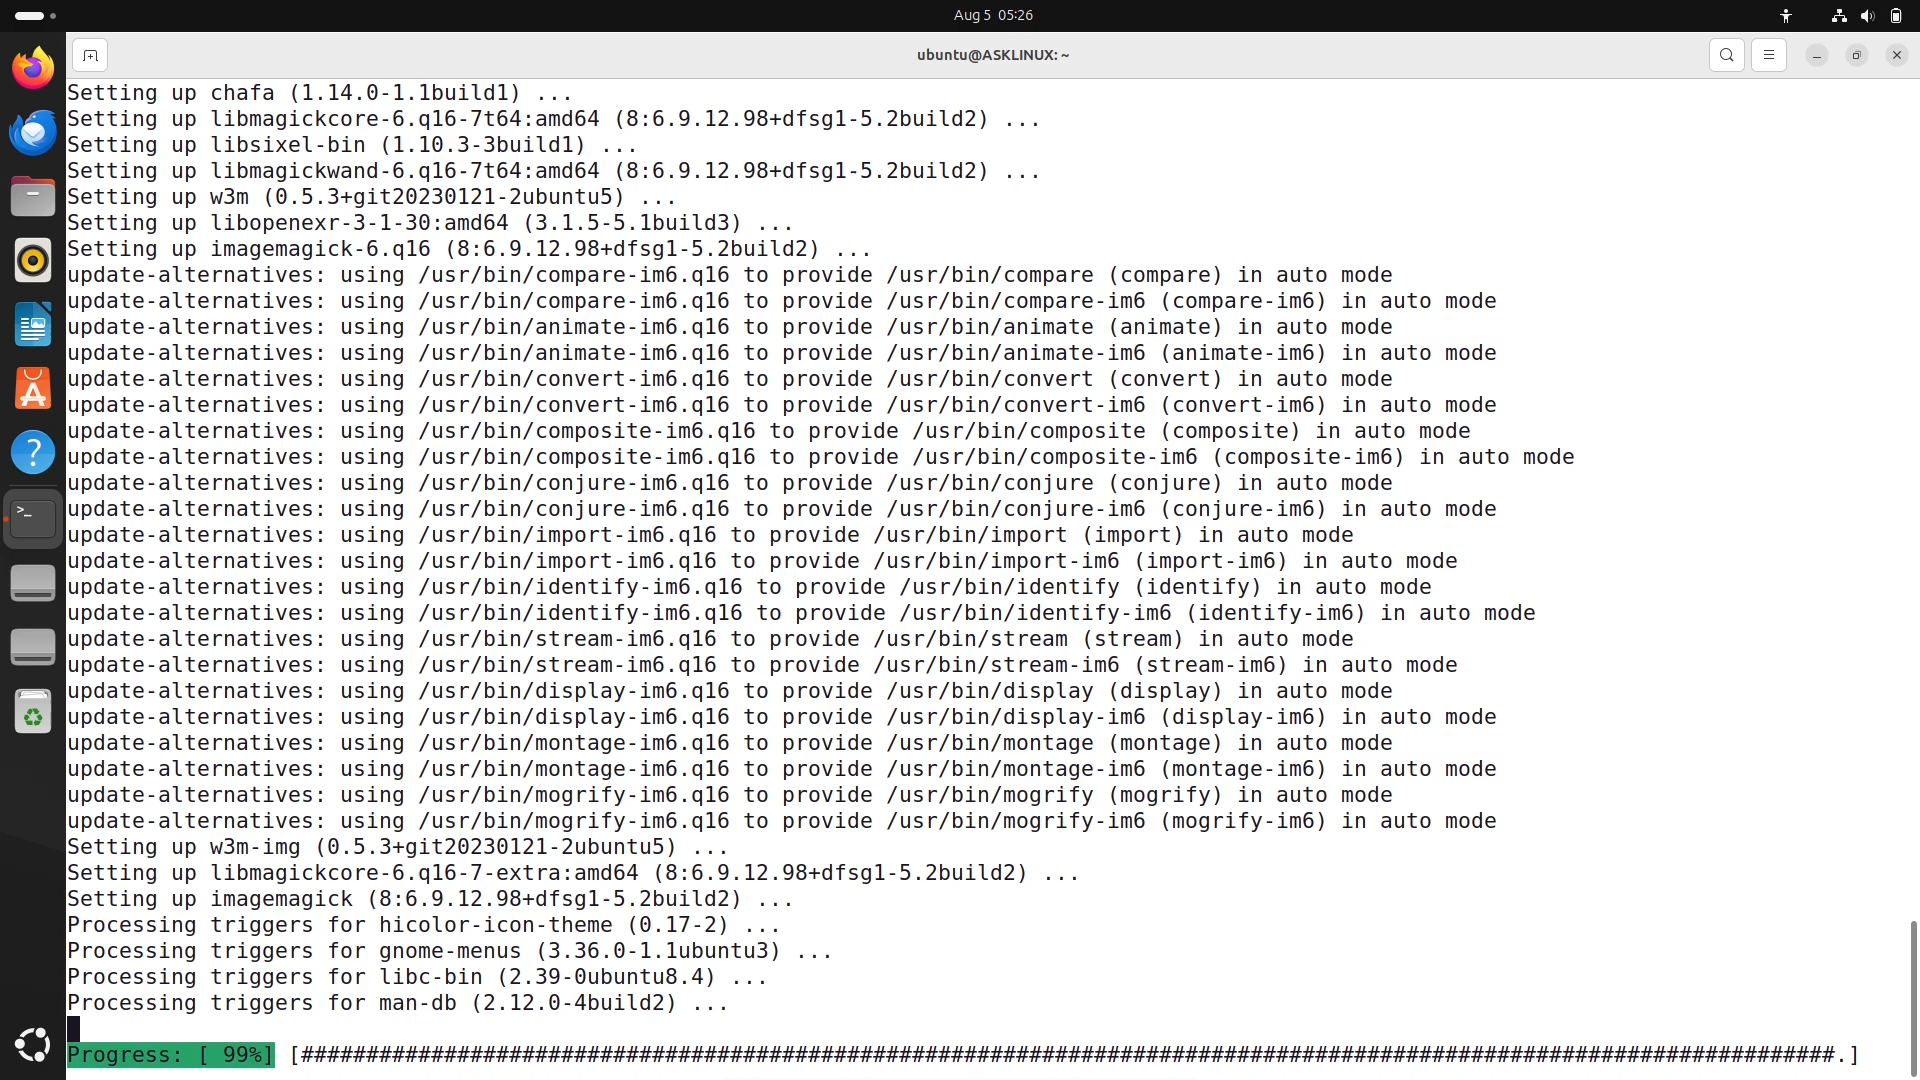 Aug 5 05:26
ubuntu@ASKLINUX: ~
Setting up chafa (1.14.0-1.1build1) ...
Setting up libmagickcore-6.q16-7t64:amd64 (8:6.9.12.98+dfsg1-5.2build2) ...
Setting up libsixel-bin (1.10.3-3build1) ...
Setting up libmagickwand-6.q16-7t64:amd64 (8:6.9.12.98+dfsg1-5.2build2) ...
Setting up w3m (0.5.3+git20230121-2ubuntu5) ...
Setting up libopenexr-3-1-30:amd64 (3.1.5-5.1build3) ...
Setting up imagemagick-6.q16 (8:6.9.12.98+dfsg1-5.2build2) ...
update-alternatives: using /usr/bin/compare-im6.q16 to provide /usr/bin/compare (compare) in auto mode
update-alternatives: using /usr/bin/compare-im6.q16 to provide /usr/bin/compare-im6 (compare-im6) in auto mode
update-alternatives: using /usr/bin/animate-im6.q16 to provide /usr/bin/animate (animate) in auto mode
update-alternatives: using /usr/bin/animate-im6.q16 to provide /usr/bin/animate-im6 (animate-im6) in auto mode
update-alternatives: using /usr/bin/convert-im6.q16 to provide /usr/bin/convert (convert) in auto mode
update-alternatives: using /usr/bin/convert-im6.q16 to provide /usr/bin/convert-im6 (convert-im6) in auto mode
update-alternatives: using /usr/bin/composite-im6.q16 to provide /usr/bin/composite (composite) in auto mode
update-alternatives: using /usr/bin/composite-im6.q16 to provide /usr/bin/composite-im6 (composite-im6) in auto mode
update-alternatives: using /usr/bin/conjure-im6.q16 to provide /usr/bin/conjure (conjure) in auto mode
update-alternatives: using /usr/bin/conjure-im6.q16 to provide /usr/bin/conjure-im6 (conjure-im6) in auto mode
update-alternatives: using /usr/bin/import-im6.q16 to provide /usr/bin/import (import) in auto mode
update-alternatives: using /usr/bin/import-im6.q16 to provide /usr/bin/import-im6 (import-im6) in auto mode
update-alternatives: using /usr/bin/identify-im6.q16 to provide /usr/bin/identify (identify) in auto mode
update-alternatives: using /usr/bin/identify-im6.q16 to provide /usr/bin/identify-im6 (identify-im6) in auto mode
update-alternatives: using /usr/bin/stream-im6.q16 to provide /usr/bin/stream (stream) in auto mode
update-alternatives: using /usr/bin/stream-im6.q16 to provide /usr/bin/stream-im6 (stream-im6) in auto mode
update-alternatives: using /usr/bin/display-im6.q16 to provide /usr/bin/display (display) in auto mode
update-alternatives: using /usr/bin/display-im6.q16 to provide /usr/bin/display-im6 (display-im6) in auto mode
update-alternatives: using /usr/bin/montage-im6.q16 to provide /usr/bin/montage (montage) in auto mode
update-alternatives: using /usr/bin/montage-im6.q16 to provide /usr/bin/montage-im6 (montage-im6) in auto mode
update-alternatives: using /usr/bin/mogrify-im6.q16 to provide /usr/bin/mogrify (mogrify) in auto mode
update-alternatives: using /usr/bin/mogrify-im6.q16 to provide /usr/bin/mogrify-im6 (mogrify-im6) in auto mode
Setting up w3m-img (0.5.3+git20230121-2ubuntu5) ...
Setting up libmagickcore-6.q16-7-extra:amd64 (8:6.9.12.98+dfsg1-5.2build2) ...
Setting up imagemagick (8:6.9.12.98+dfsg1-5.2build2) ...
Processing triggers for hicolor-icon-theme (0.17-2) ...
Processing triggers for gnome-menus (3.36.0-1.1ubuntu3) ...
Processing triggers for libc-bin (2.39-0ubuntu8.4) ...
Processing triggers for man-db (2.12.0-4build2) ...
Progress: [ 99%] [######################################################################################################################.]